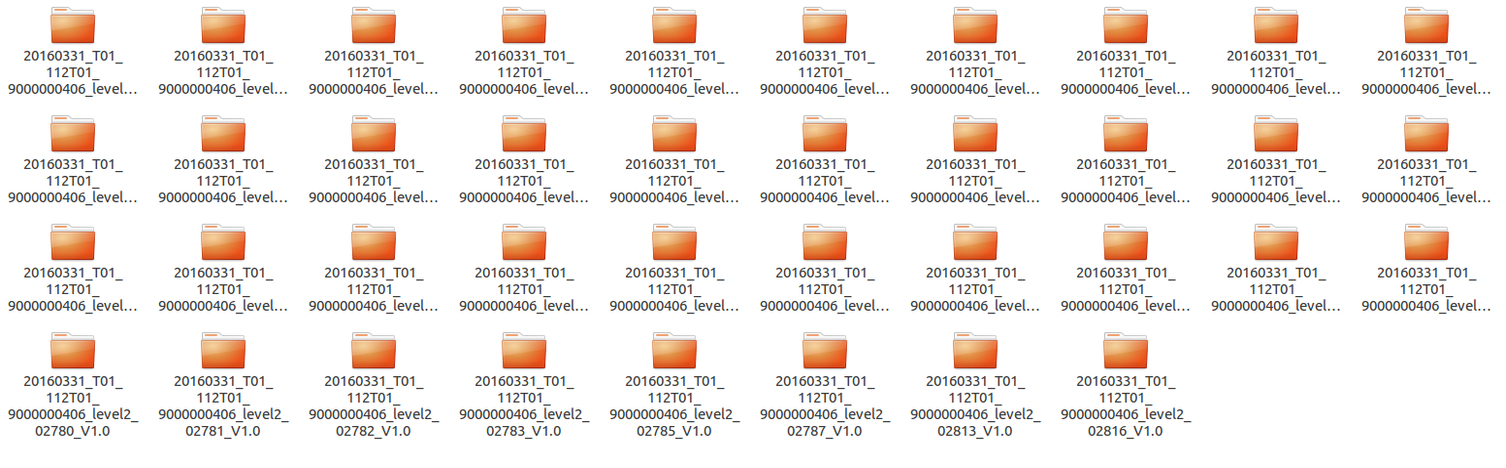 20160331_T01_
112T01_
9000000406_level...
20160331_T01_
112T01_
9000000406_level...
20160331_T01_
112T01_
9000000406_level...
20160331_T01_
112T01_
9000000406_level...
20160331_T01_
112T01_
9000000406_level...
20160331_T01_
112T01_
9000000406_level...
20160331_T01_
112T01_
9000000406_level...
20160331_T01_
112T01_
9000000406_level...
20160331_T01_
112T01_
9000000406_level...
20160331_T01_
112T01_
9000000406_level...
20160331_T01_
112T01_
9000000406_level...
20160331_T01_
112T01_
9000000406_level...
20160331_T01_
112T01_
9000000406_level...
20160331_T01_
112T01_
9000000406_level...
20160331_T01_
112T01_
9000000406_level...
20160331_T01_
112T01_
9000000406_level...
20160331_T01_
112T01_
9000000406_level...
20160331_T01_
112T01_
9000000406_level...
20160331_T01_
112T01_
9000000406_level...
20160331_T01_
112T01_
9000000406_level...
20160331_T01_
112T01_
9000000406_level...
20160331_T01_
112T01_
9000000406_level...
20160331_T01_
112T01_
9000000406_level...
20160331_T01_
112T01_
9000000406_level...
20160331_T01_
112T01_
9000000406_level...
20160331_T01_
112T01_
9000000406_level...
20160331_T01_
112T01_
9000000406_level...
20160331_T01_
112T01_
9000000406_level...
20160331_T01_
112T01_
9000000406_level...
20160331_T01_
112T01_
9000000406_level...
20160331_T01_
112T01_
9000000406_level2_
02780_V1.0
20160331_T01_
112T01_
9000000406_level2_
02781_V1.0
20160331_T01_
112T01_
9000000406_level2_
02782_V1.0
20160331_T01_
112T01_
9000000406_level2_
02783_V1.0
20160331_T01_
112T01_
9000000406_level2_
02785_V1.0
20160331_T01_
112T01_
9000000406_level2_
02787_V1.0
20160331_T01_
112T01_
9000000406_level2_
02813_V1.0
20160331_T01_
112T01_
9000000406_level2_
02816_V1.0